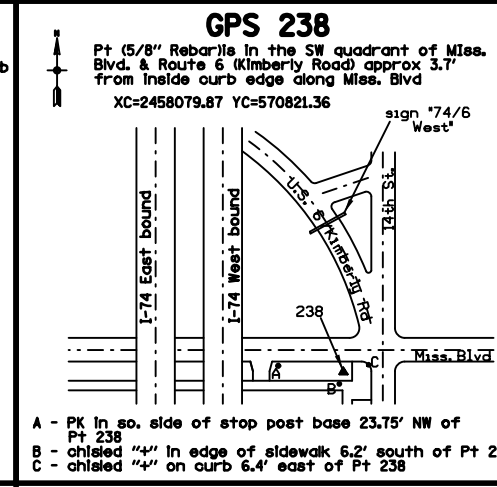 GPS 238
b
N
Pt (5/8" Rebar)is in the SW quadrant of Miss.
Blvd. & Route 6 (Kimberly Road) approx 3.7'
from inside curb edge along Miss. Blvd
XC=2458079.87 YC=570821.36
sign "74/6
West"
U.S. 6 Kimberly Rd
14th St.
I-74 East bound
I-74 West bound
238
Miss. Blvd
A
B
C
A - PK in so. side of stop post base 23.75' NW of
Pt 238
B - chisled "+" in edge of sidewalk 6.2' south of Pt 2
C - chisled "+" on curb 6.4' east of Pt 238